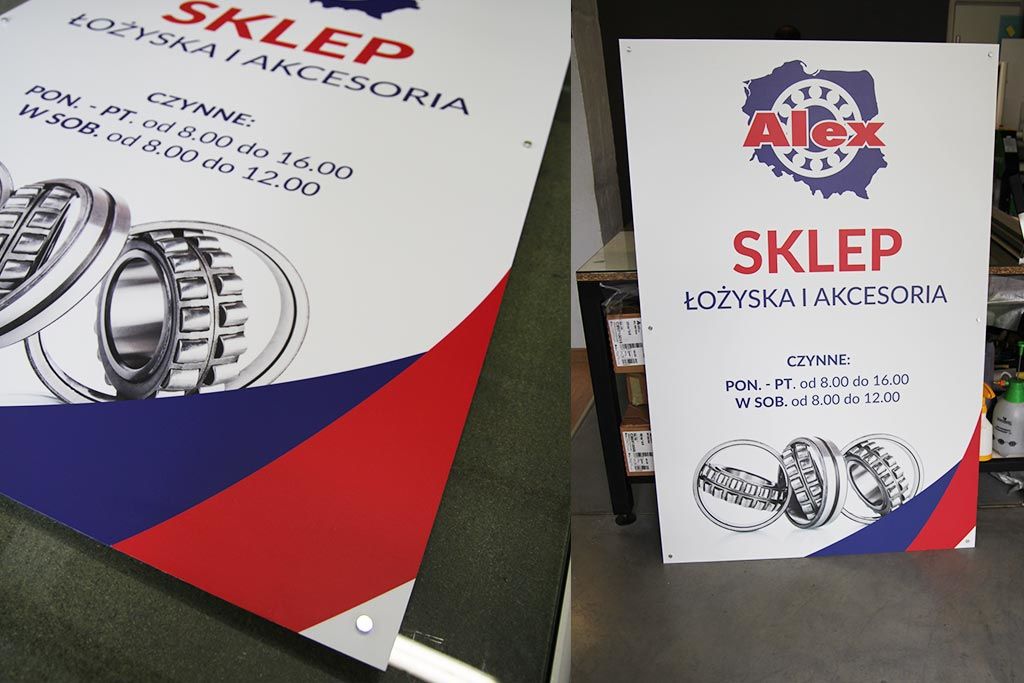 SKLEP
ŁOŻYSKA I AKCESORIA
CZYNNE:
PON. - PT. od 8.00 do 16.00
W SOB. od 8.00 do 12.00
Alex
SKLEP
ŁOŻYSKA I AKCESORIA
CZYNNE:
PON. - PT. od 8.00 do 16.00
W SOB. od 8.00 do 12.00